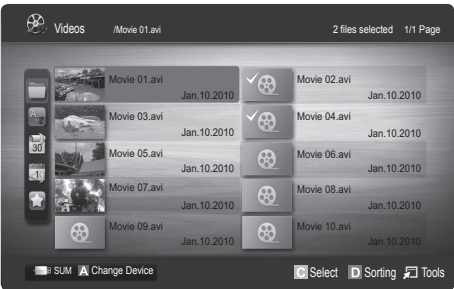 Videos /Movie 01.avi 2 files selected 1/1 Page
Movie 01.avi Movie 02.avi
Jan.10.2010 Jan.10.2010
Movie 03.avi Movie 04.avi
Jan.10.2010 Jan.10.2010
Movie 05.avi Movie 06.avi
Jan.10.2010 Jan.10.2010
Movie 07.avi Movie 08.avi
Jan.10.2010 Jan.10.2010
Movie 09.avi Movie 10.avi
Jan.10.2010 Jan.10.2010
A
30
1
SUM A Change Device C Select D Sorting Tools